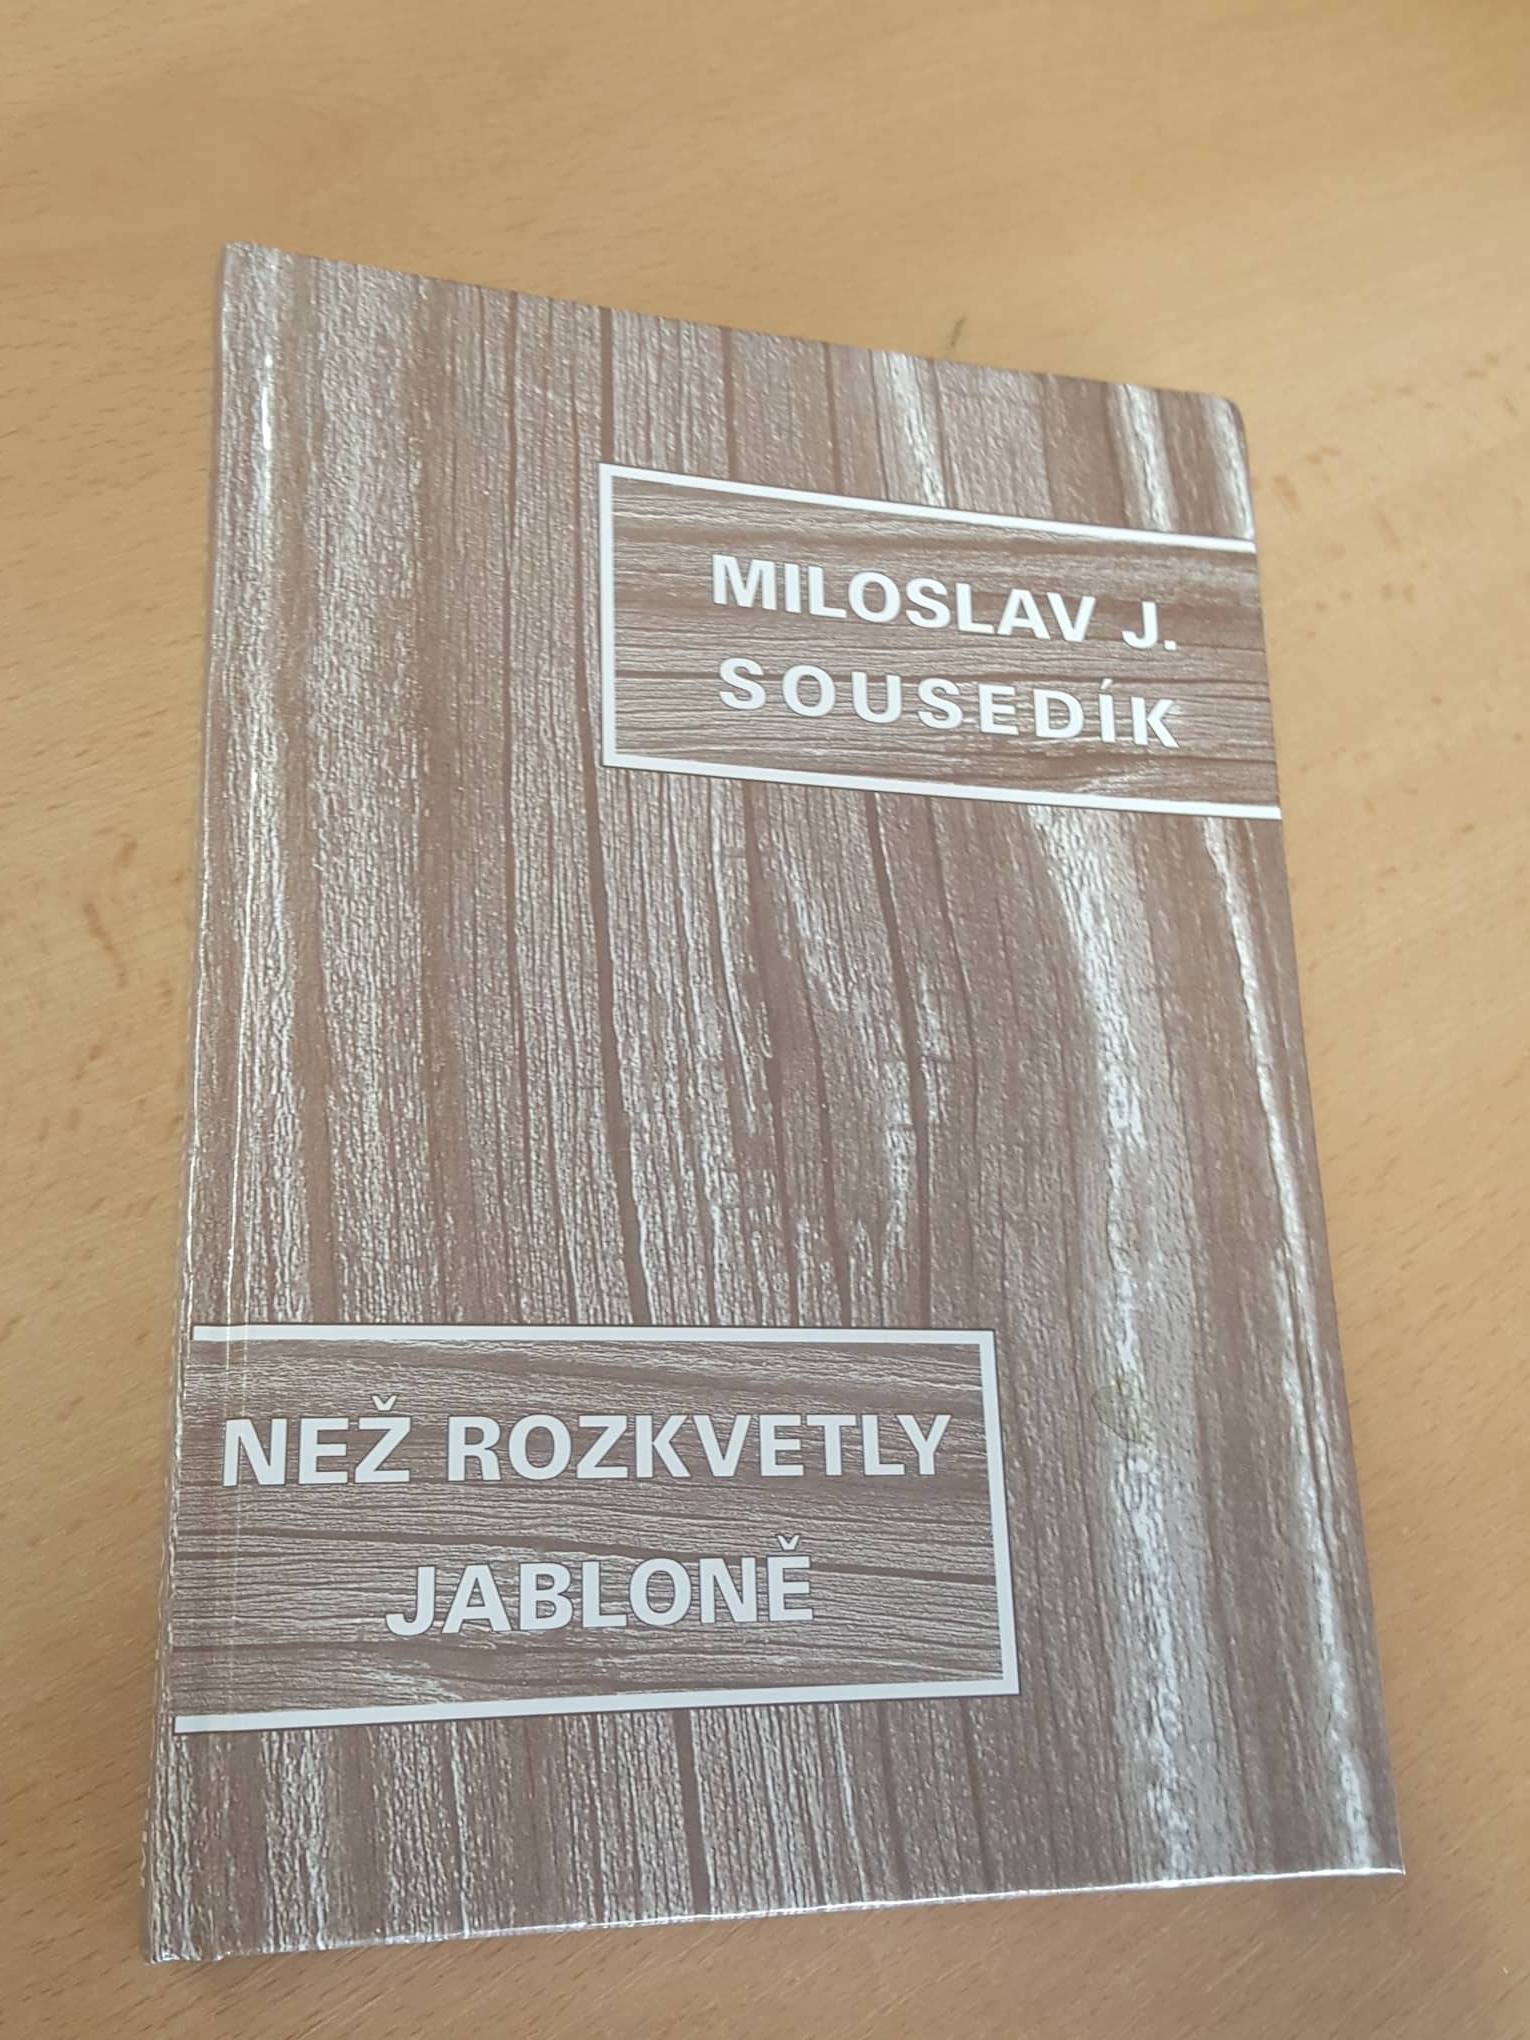 MILOSLAV J.
SOUSEDÍK
NEŽ ROZKVETLY
JABLONĚ